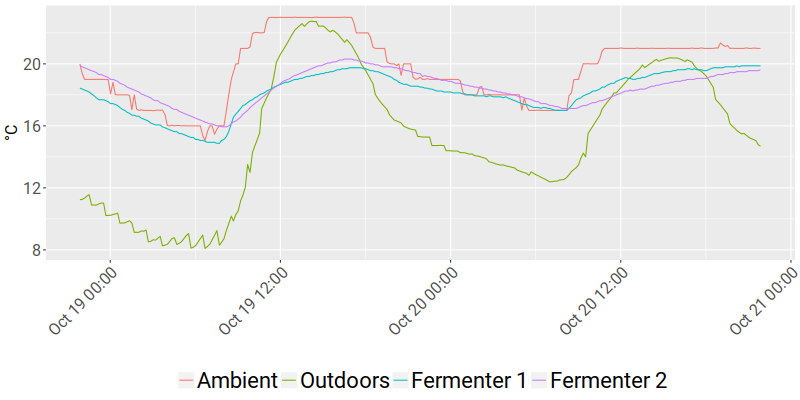 °C
20
16
12
8
Oct 19 00:00
Oct 19 12:00
Oct 20 00:00
Oct 20 12:00
Oct 21 00:00
Ambient Outdoors Fermenter 1 Fermenter 2